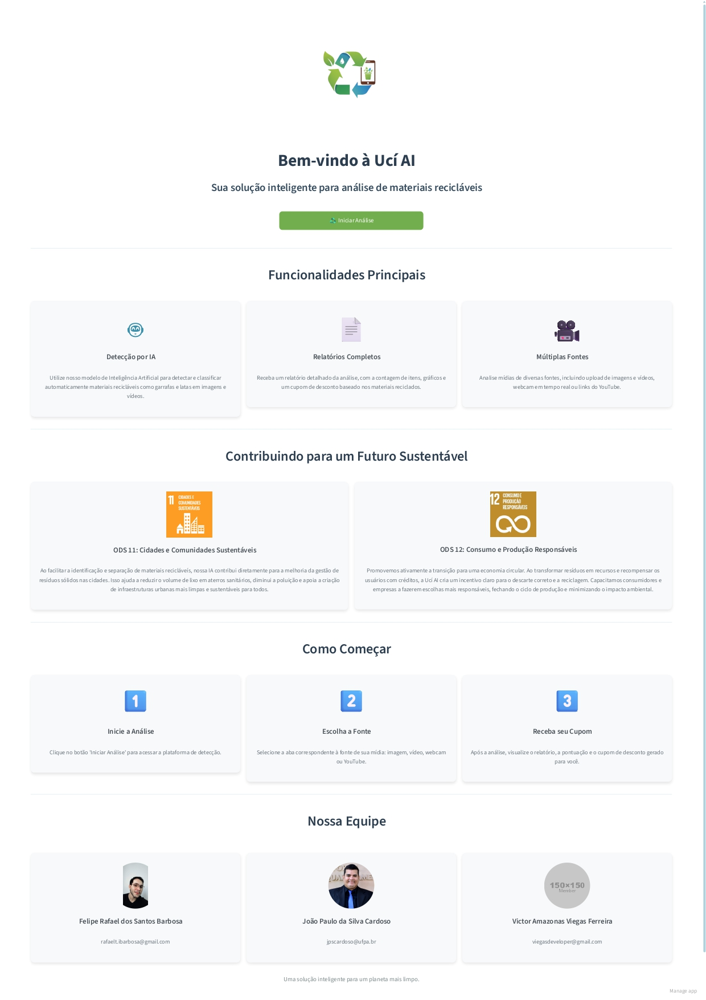 Bem-vindo à Ucí AI
Sua solução inteligente para análise de materiais recicláveis
Iniciar Análise
Funcionalidades Principais
Detecção por IA
Utilize nosso modelo de Inteligência Artificial para detectar e classificar
automaticamente materiais recicláveis como garrafas e latas em imagens e
vídeos.
Relatórios Completos
Receba um relatório detalhado da análise, com a contagem de itens, gráficos e
um cupom de desconto baseado nos materiais reciclados.
Múltiplas Fontes
Analise mídias de diversas fontes, incluindo upload de imagens e vídeos,
webcam em tempo real ou links do YouTube.
Contribuindo para um Futuro Sustentável
11 CIDADES E
COMUNIDADES
SUSTENTÁVEIS
ODS 11: Cidades e Comunidades Sustentáveis
Ao facilitar a identificação e separação de materiais recicláveis, nossa IA contribui diretamente para a melhoria da gestão de
resíduos sólidos nas cidades. Isso ajuda a reduzir o volume de lixo em aterros sanitários, diminui a poluição e apoia a criação
de infraestruturas urbanas mais limpas e sustentáveis para todos.
12 CONSUMO E
PRODUÇÃO
RESPONSÁVEIS
ODS 12: Consumo e Produção Responsáveis
Promovemos ativamente a transição para uma economia circular. Ao transformar resíduos em recursos e recompensar os
usuários com créditos, a Ucí AI cria um incentivo claro para o descarte correto e a reciclagem. Capacitamos consumidores e
empresas a fazerem escolhas mais responsáveis, fechando o ciclo de produção e minimizando o impacto ambiental.
Como Começar
1
Inicie a Análise
Clique no botão 'Iniciar Análise' para acessar a plataforma de detecção.
2
Escolha a Fonte
Selecione a aba correspondente à fonte de sua mídia: imagem, vídeo, webcam
ou YouTube.
3
Receba seu Cupom
Após a análise, visualize o relatório, a pontuação e o cupom de desconto gerado
para você.
Nossa Equipe
Felipe Rafael dos Santos Barbosa
rafaelt.ibarbosa@gmail.com
João Paulo da Silva Cardoso
jpscardoso@ufpa.br
150×150
Member
Victor Amazonas Viegas Ferreira
viegasdeveloper@gmail.com
Uma solução inteligente para um planeta mais limpo.
Manage app